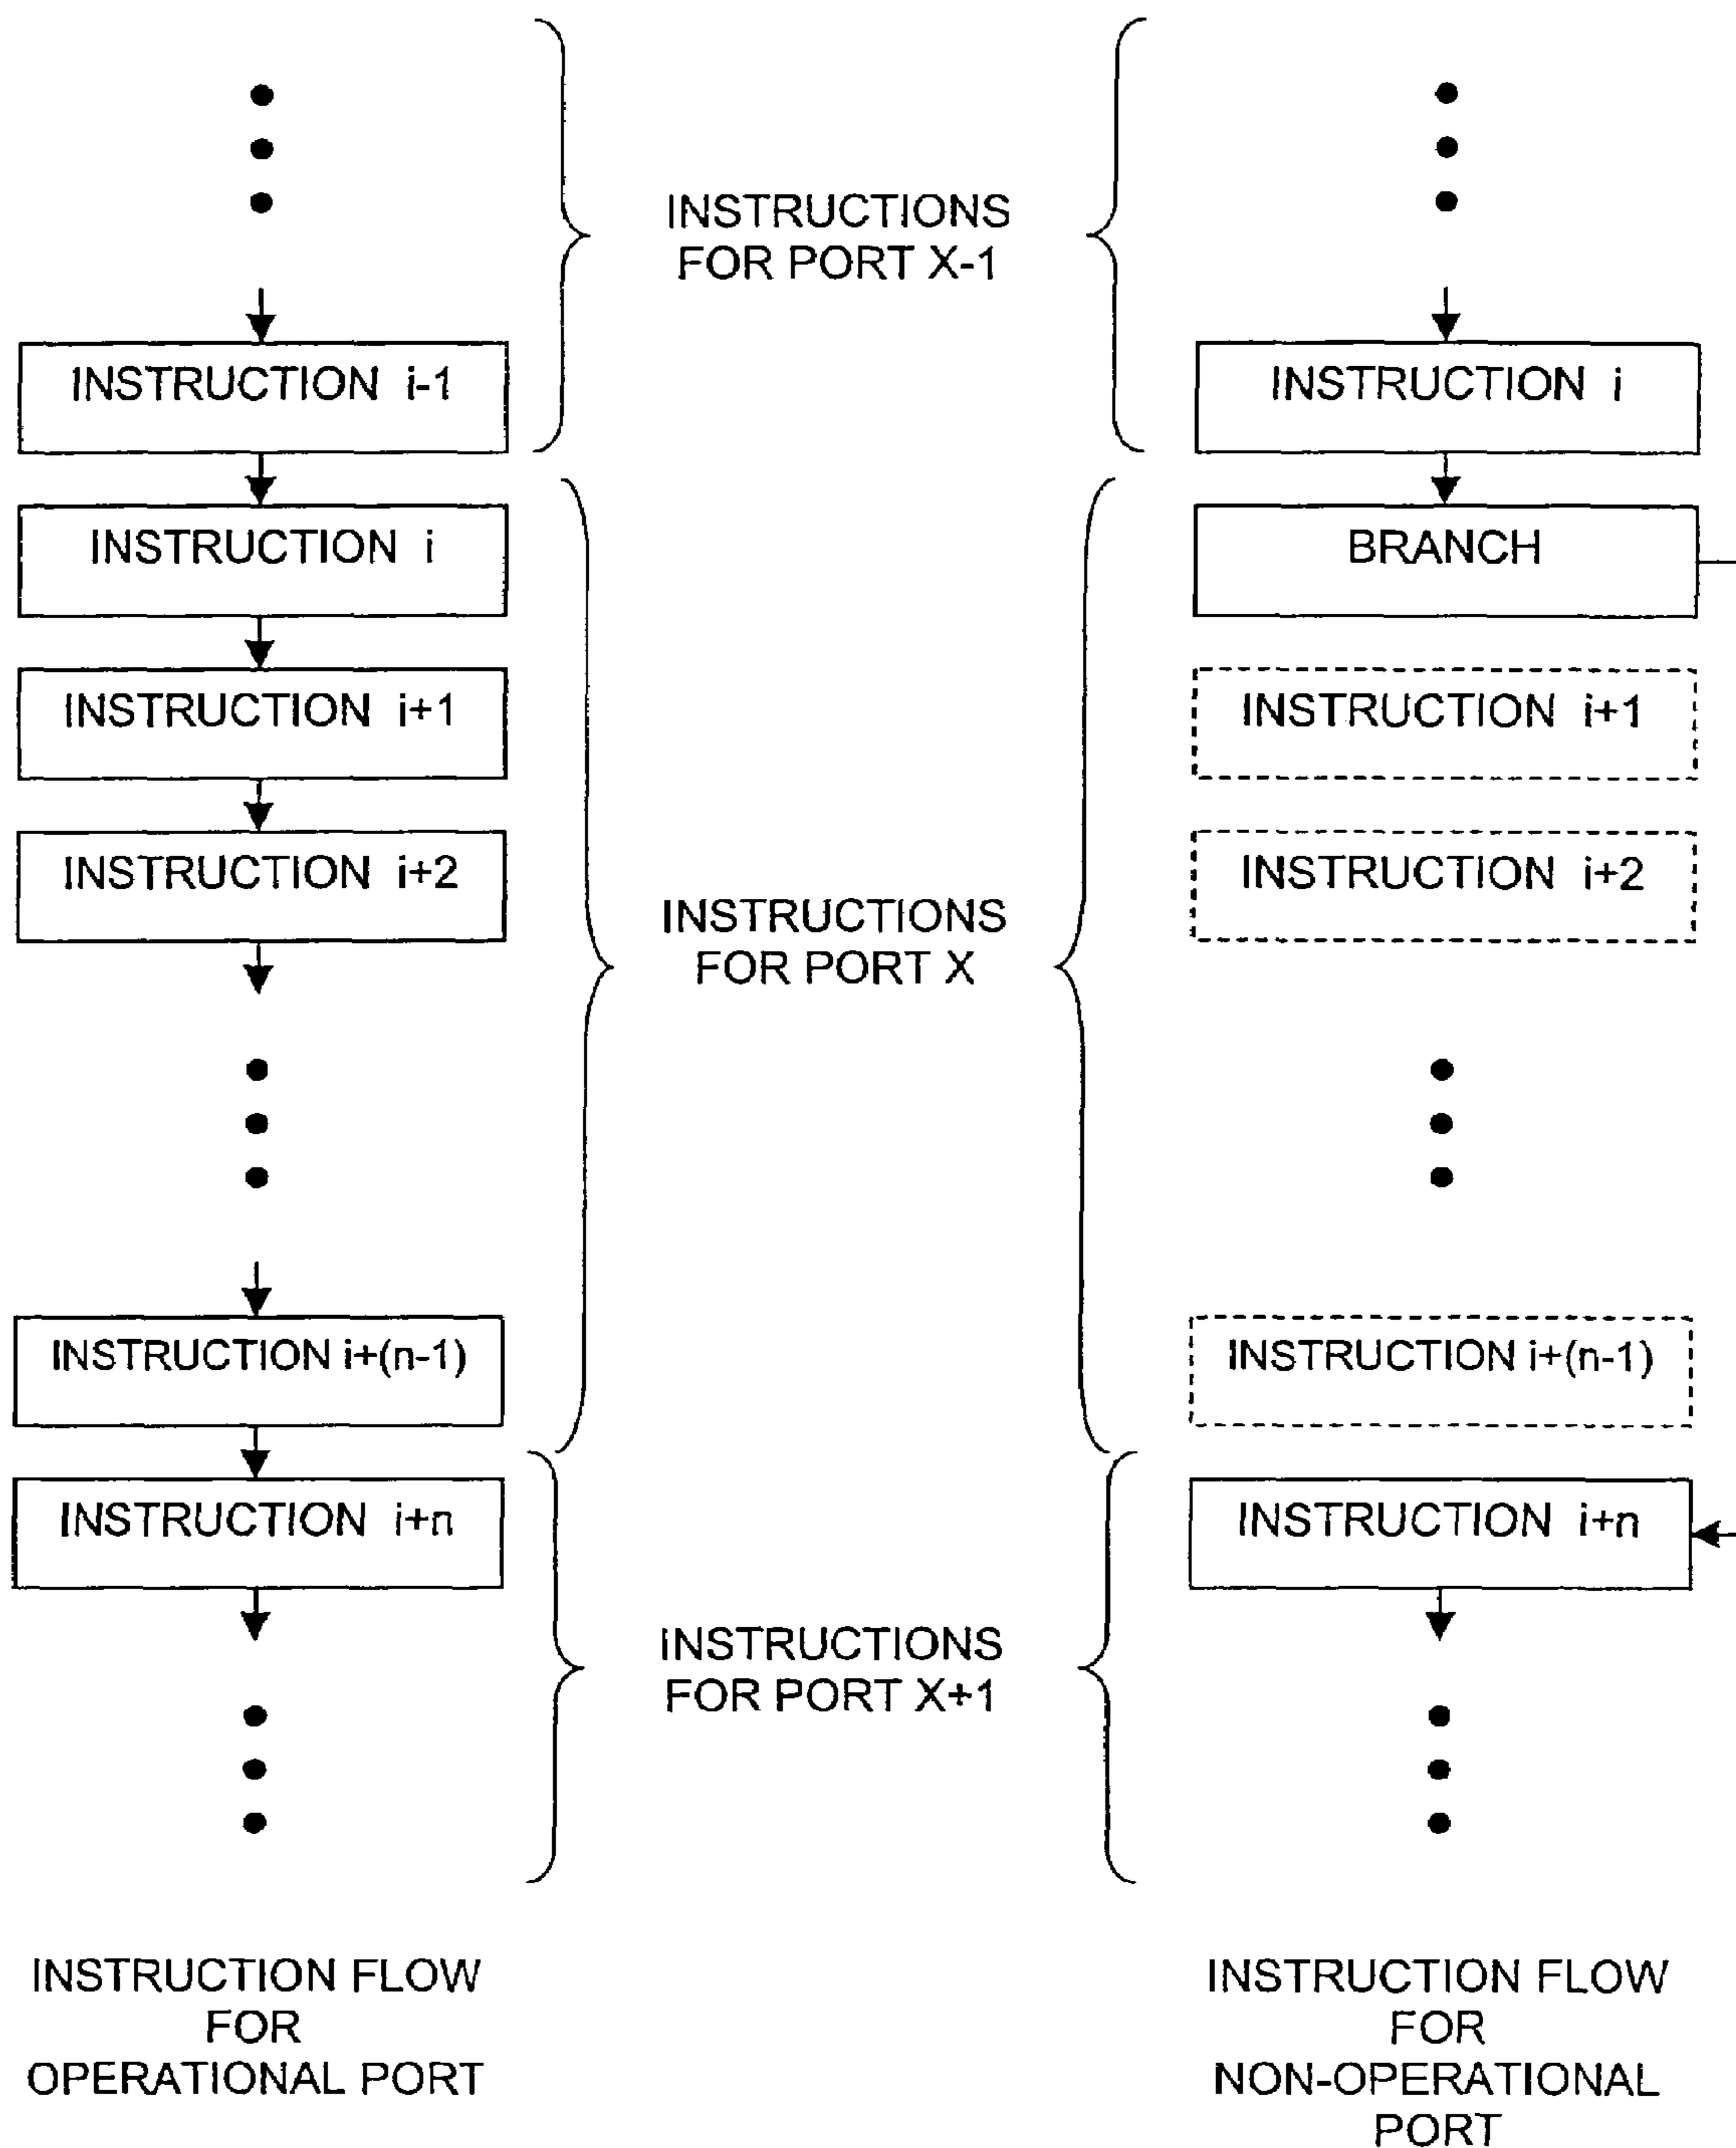 INSTRUCTIONS
FOR PORT X-1
INSTRUCTION i-1
INSTRUCTION i
INSTRUCTION i
BRANCH
INSTRUCTION i+1
INSTRUCTION i+1
INSTRUCTION i+2
INSTRUCTION i+2
INSTRUCTIONS
FOR PORT X
INSTRUCTION i+(n-1)
INSTRUCTION i+(n-1)
INSTRUCTION i+n
INSTRUCTION i+n
INSTRUCTIONS
FOR PORT X+1
INSTRUCTION FLOW
FOR
OPERATIONAL PORT
INSTRUCTION FLOW
FOR
NON-OPERATIONAL
PORT